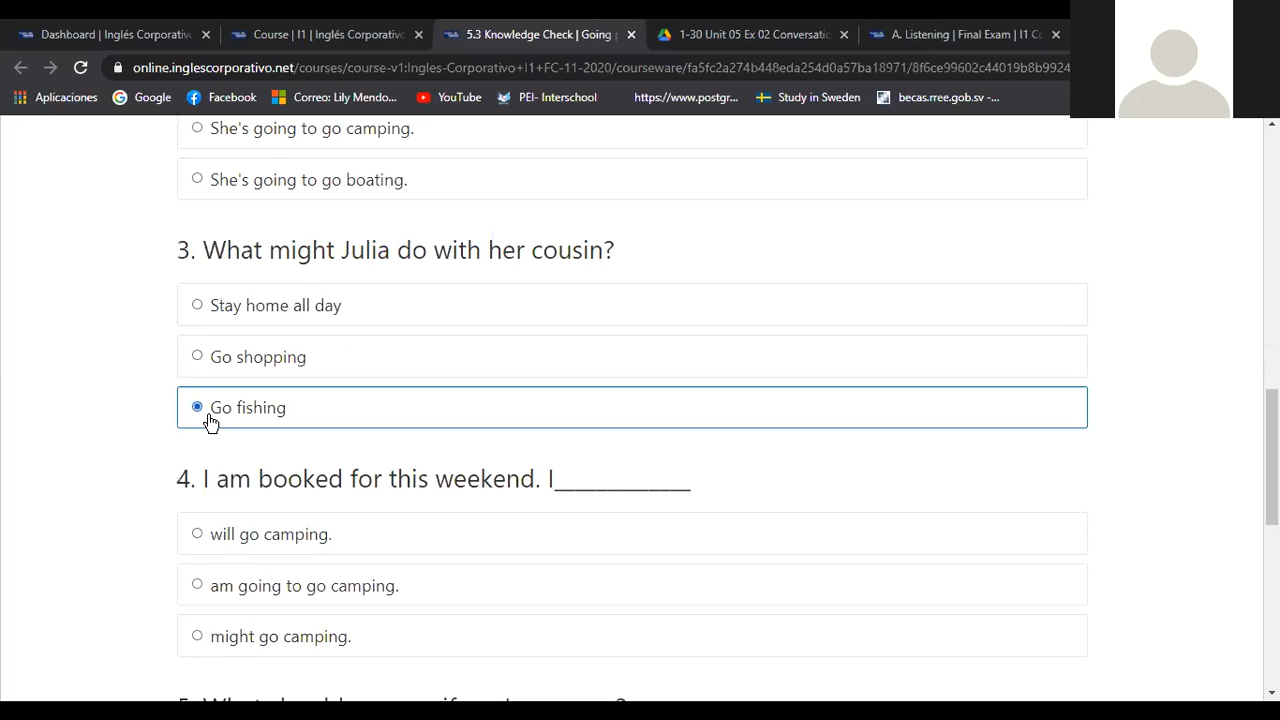 Dashboard | Inglés Corporativ
Course | I1 | Inglés Corporativo
5.3 Knowledge Check | Going
1-30 Unit 05 Ex 02 Conversati
A. Listening | Final Exam | I1 Co
online.inglescorporativo.net/courses/course-v1:Ingles-Corporativo+I1+FC-11-2020/courseware/fa5fc2a274b448eda254d0a57ba18971/8f6ce99602c44019b8b9924
Aplicaciones
Google
Facebook
Correo: Lily Mendo...
YouTube
PEI- Interschool
https://www.postgr...
Study in Sweden
becas.rree.gob.sv -...
She's going to go camping.
She's going to go boating.
3. What might Julia do with her cousin?
Stay home all day
Go shopping
Go fishing
4. I am booked for this weekend. I_____________
will go camping.
am going to go camping.
might go camping.